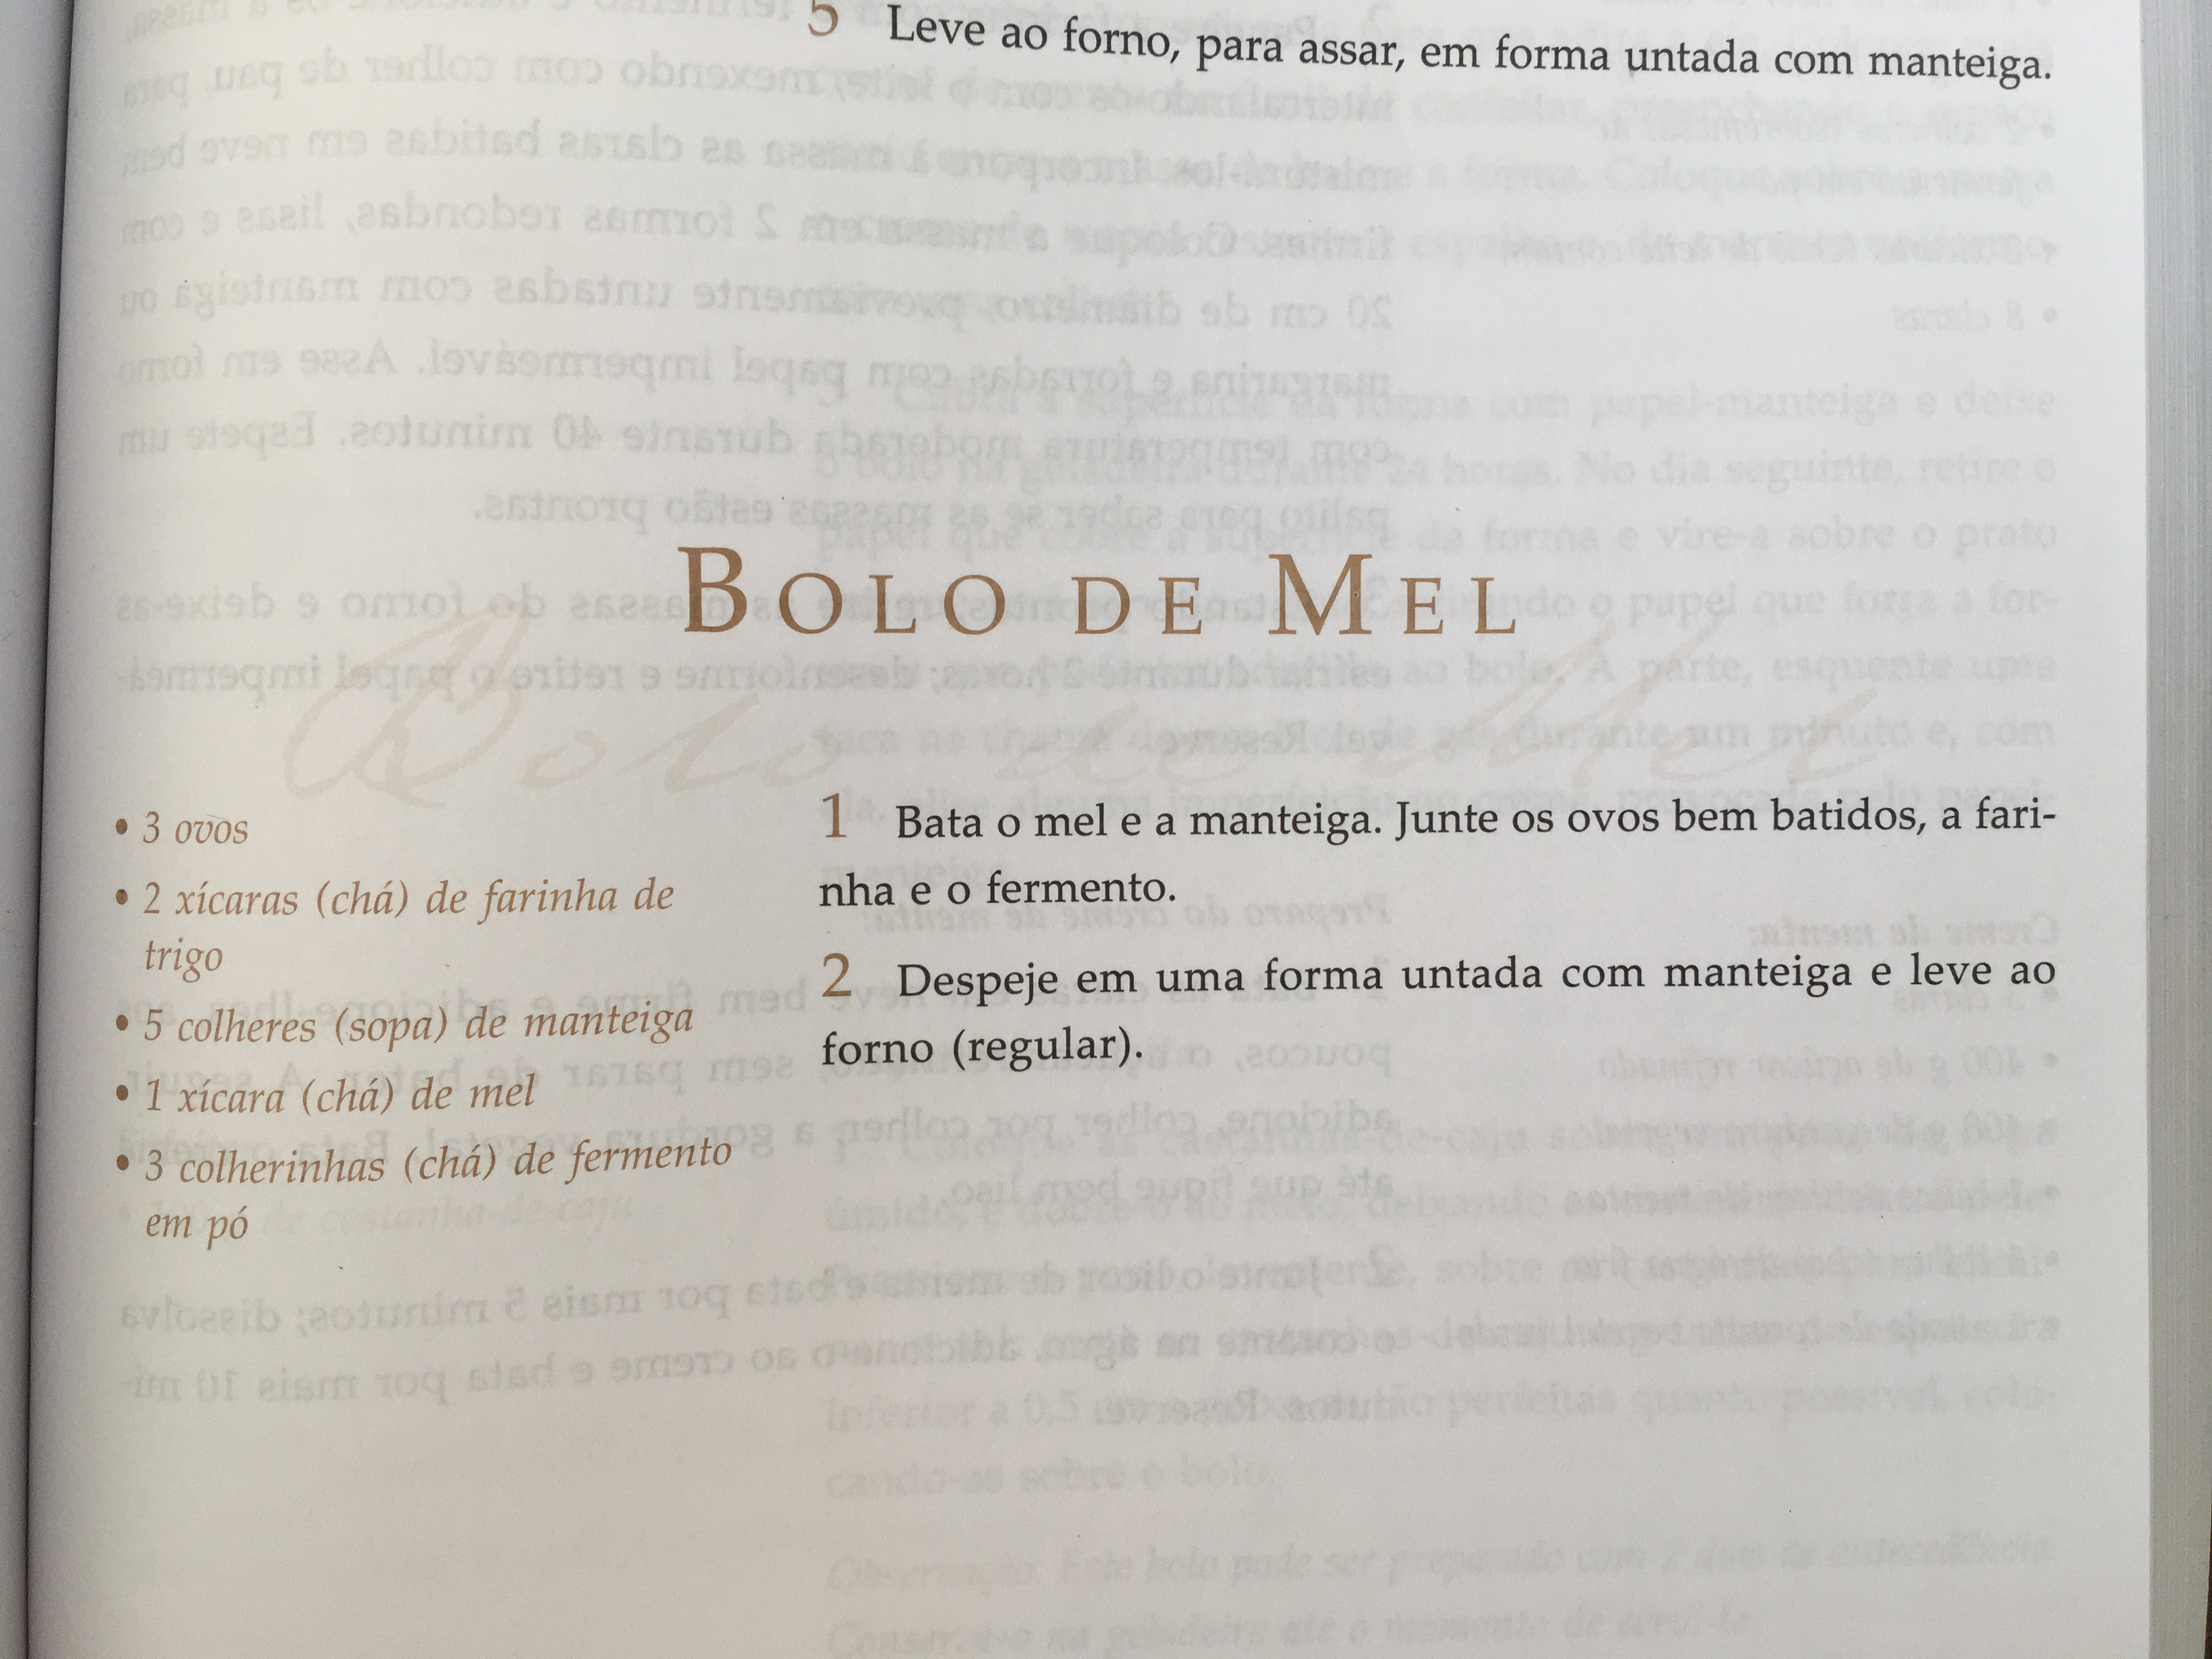 5 Leve ao forno, para assar, em forma untada com manteiga.
BOLO DE MEL
Bolo de Mel
• 3 ovos
• 2 xícaras (chá) de farinha de
trigo
• 5 colheres (sopa) de manteiga
• 1 xícara (chá) de mel
• 3 colherinhas (chá) de fermento
em pó
1 Bata o mel e a manteiga. Junte os ovos bem batidos, a fari-
nha e o fermento.
2 Despeje em uma forma untada com manteiga e leve ao
forno (regular).